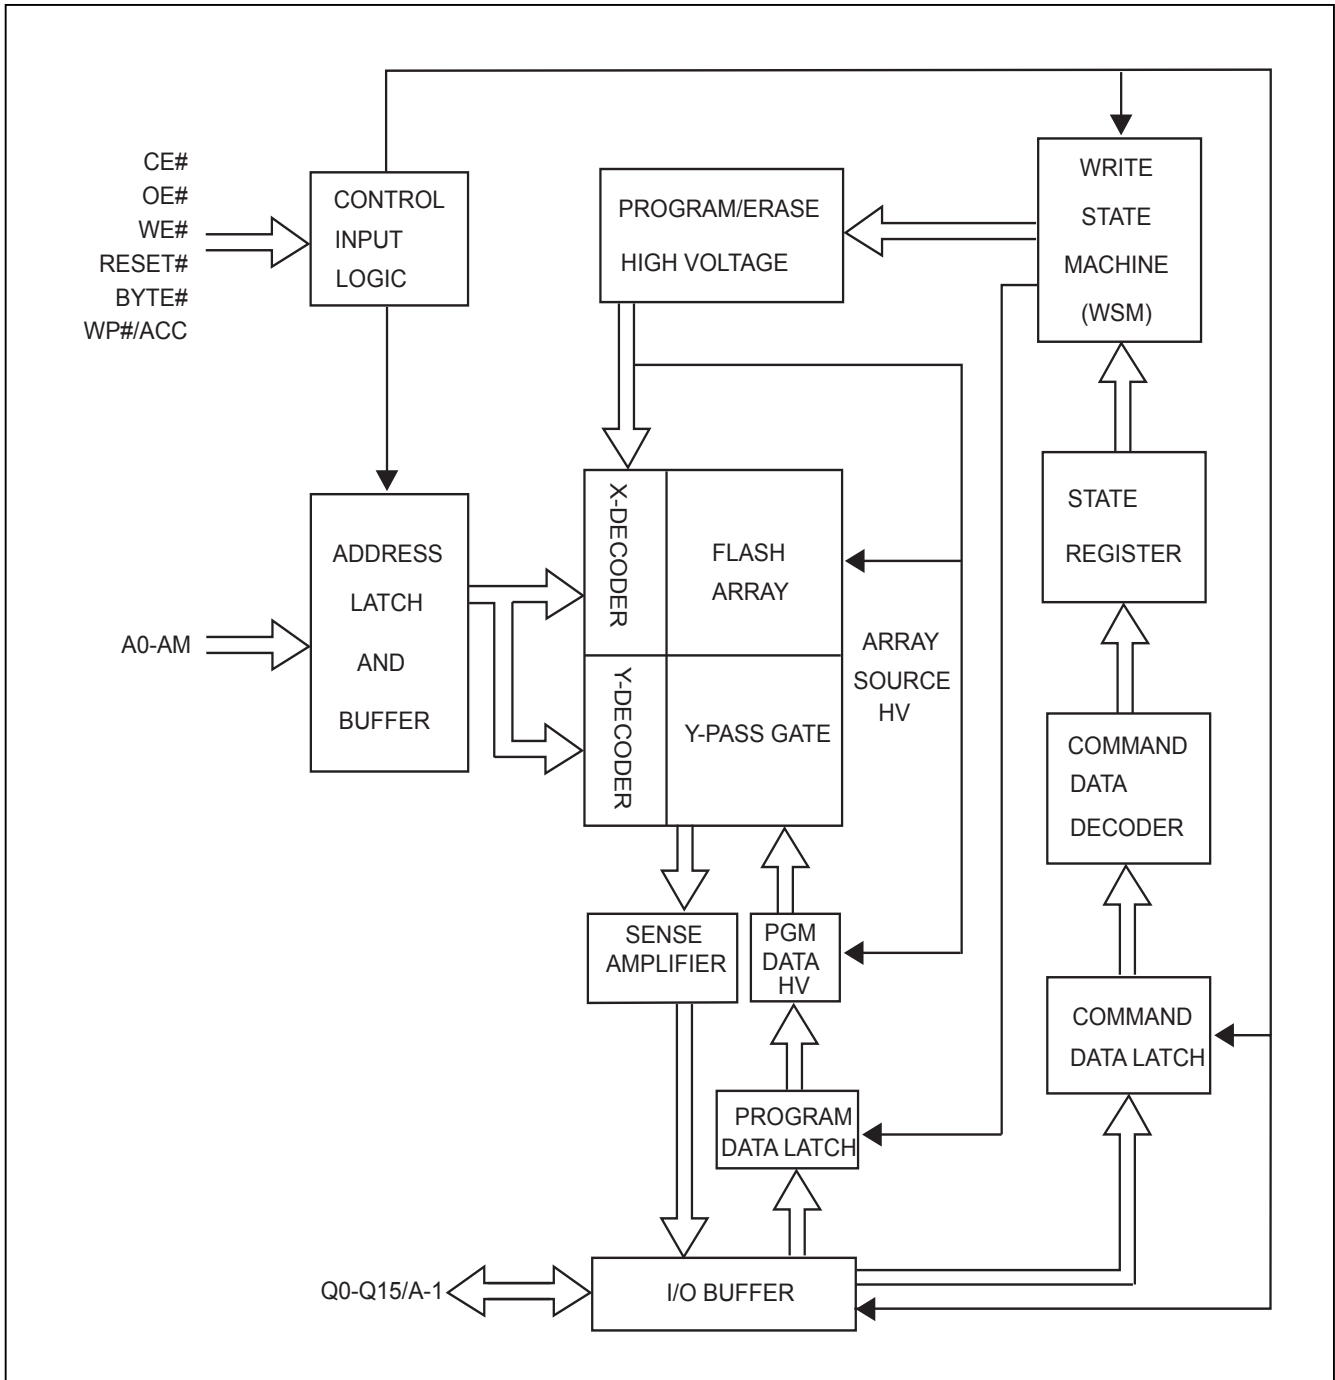 CE#
OE#
WE#
RESET#
BYTE#
WP#/ACC
CONTROL
INPUT
LOGIC
PROGRAM/ERASE
HIGH VOLTAGE
WRITE
STATE
MACHINE
(WSM)
A0-AM
ADDRESS
LATCH
AND
BUFFER
X-DECODER
FLASH
ARRAY
Y-DECODER
Y-PASS GATE
ARRAY
SOURCE
HV
STATE
REGISTER
COMMAND
DATA
DECODER
SENSE
AMPLIFIER
PGM
DATA
HV
COMMAND
DATA LATCH
PROGRAM
DATA LATCH
Q0-Q15/A-1
I/O BUFFER